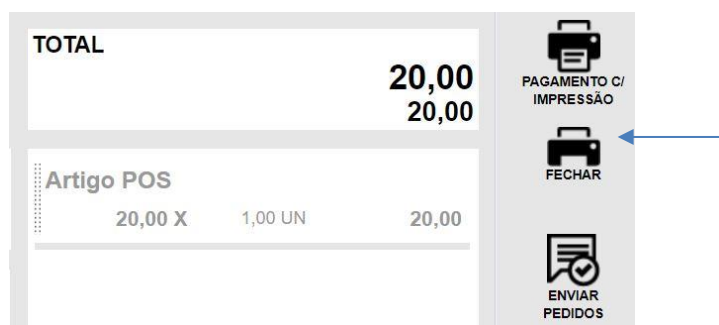 TOTAL
20,00
20,00
Artigo POS
20,00 X 1,00 UN 20,00
PAGAMENTO C/
IMPRESSÃO
FECHAR
ENVIAR
PEDIDOS